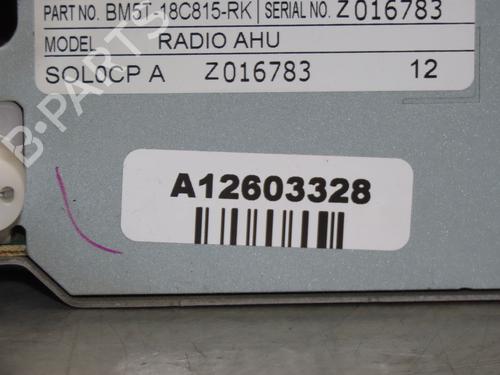 PART NO. BM5T-18C815-RK SERIAL NO. Z016783
MODEL RADIO AHU
SOL0CP A Z016783 12
A12603328
B-PARTS